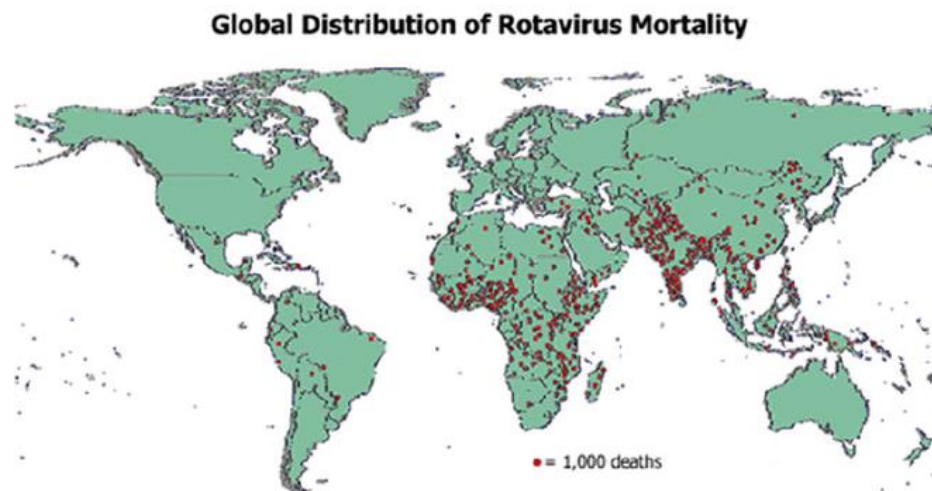 Global Distribution of Rotavirus Mortality
= 1,000 deaths